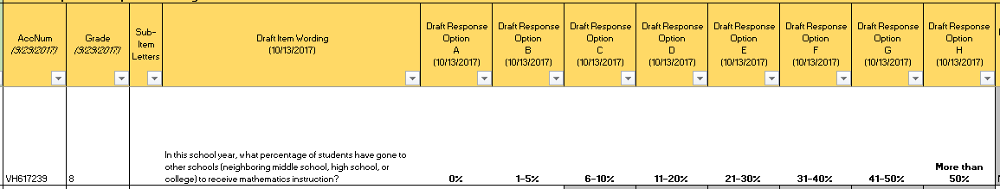 AccNum
(9/29/2017)
Grade
(9/29/2017)
Sub-
Item
Letters
Draft Item Wording
(10/13/2017)
Draft Response
Option
A
(10/13/2017)
Draft Response
Option
B
(10/13/2017)
Draft Response
Option
C
(10/13/2017)
Draft Response
Option
D
(10/13/2017)
Draft Response
Option
E
(10/13/2017)
Draft Response
Option
F
(10/13/2017)
Draft Response
Option
G
(10/13/2017)
Draft Response
Option
H
(10/13/2017)
VH617239
8
In this school year, what percentage of students have gone to
other schools (neighboring middle school, high school, or
college) to receive mathematics instruction?
0%
1-5%
6-10%
11-20%
21-30%
31-40%
41-50%
More than
50%